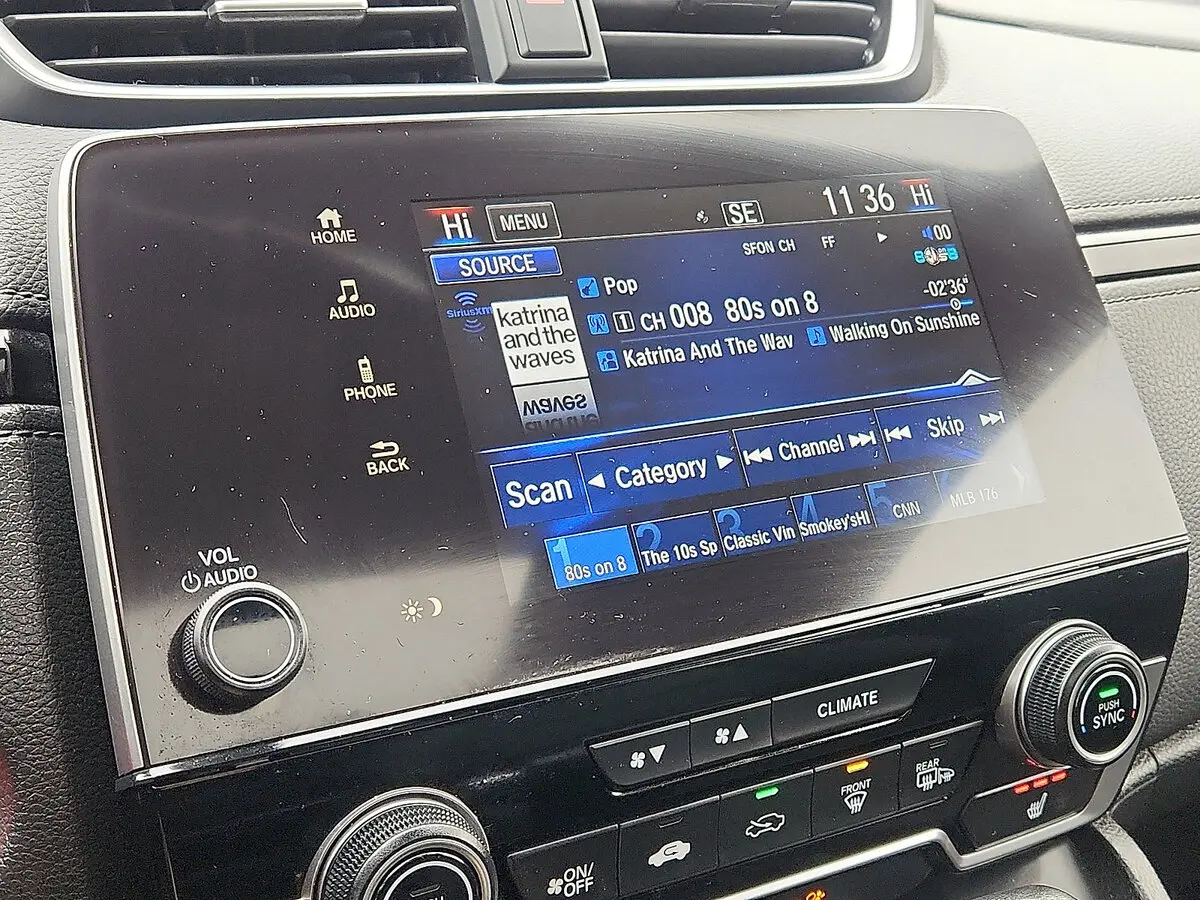 Hi MENU SE 11 36 Hi
SOURCE SFON CH FF 00
HOME
SiriusXM
katrina
and the
waves
Pop
-02'36"
1 CH 008 80s on 8
Katrina And The Wav Walking On Sunshine
AUDIO
PHONE
BACK
Scan Category Channel Skip
1 80s on 8
2 The 10s Sp
3 Classic Vin
4 Smokey'sHI
5 CNN
6 MLB 176
VOL
AUDIO
CLIMATE
PUSH
SYNC
ON/
OFF
FRONT
REAR